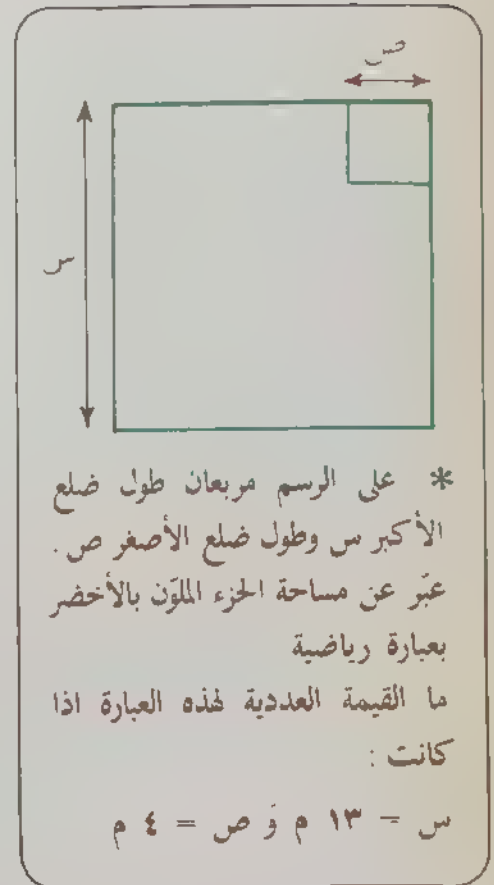 ص
س
* على الرسم مربعان طول ضلع
الأكبر س وطول ضلع الأصغر ص.
عبّر عن مساحة الجزء الملوّن بالأخضر
بعبارة رياضية
ما القيمة العددية لهذه العبارة اذا
كانت :
س = ١٣ م وَ ص = ٤ م